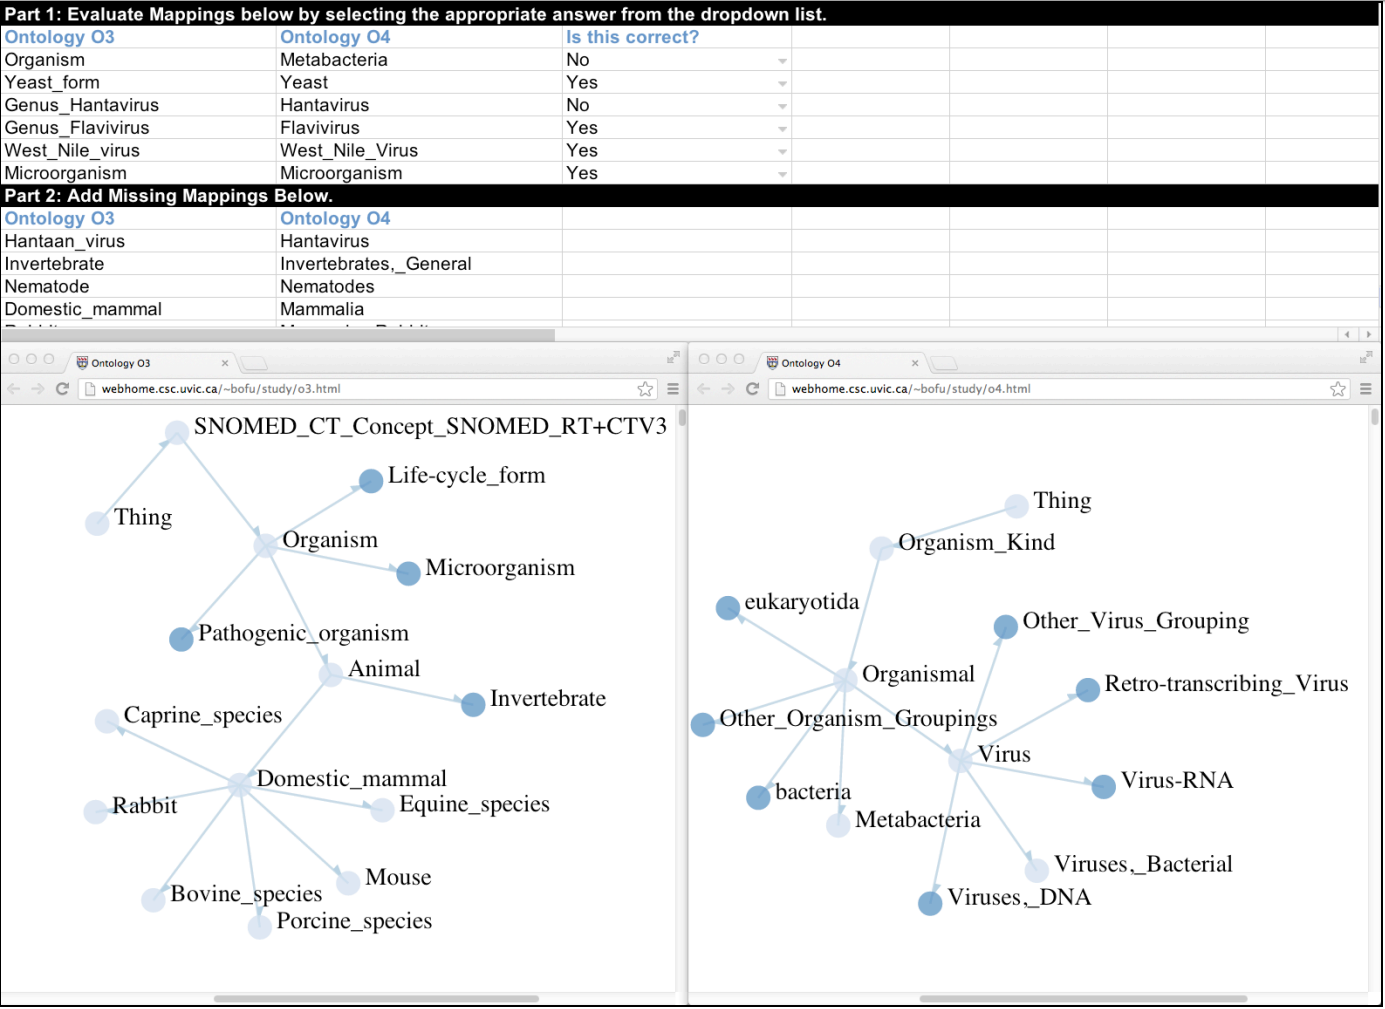 Part 1: Evaluate Mappings below by selecting the appropriate answer from the dropdown list.
Ontology O3 Ontology O4 Is this correct?
Organism Metabacteria No
Yeast_form Yeast Yes
Genus_Hantavirus Hantavirus No
Genus_Flavivirus Flavivirus Yes
West_Nile_virus West_Nile_Virus Yes
Microorganism Microorganism Yes
Part 2: Add Missing Mappings Below.
Ontology O3 Ontology O4
Hantaan_virus Hantavirus
Invertebrate Invertebrates,_General
Nematode Nematodes
Domestic_mammal Mammalia
Ontology O3
webhome.csc.uvic.ca/~bofu/study/o3.html
SNOMED_CT_Concept_SNOMED_RT+CTV3
Life-cycle_form
Thing
Organism
Microorganism
Pathogenic_organism
Animal
Invertebrate
Caprine_species
Domestic_mammal
Rabbit
Equine_species
Mouse
Bovine_species
Porcine_species
Ontology O4
webhome.csc.uvic.ca/~bofu/study/o4.html
Thing
Organism_Kind
eukaryotida
Other_Virus_Grouping
Organismal
Retro-transcribing_Virus
Other_Organism_Groupings
Virus
Virus-RNA
bacteria
Metabacteria
Viruses,_Bacterial
Viruses,_DNA